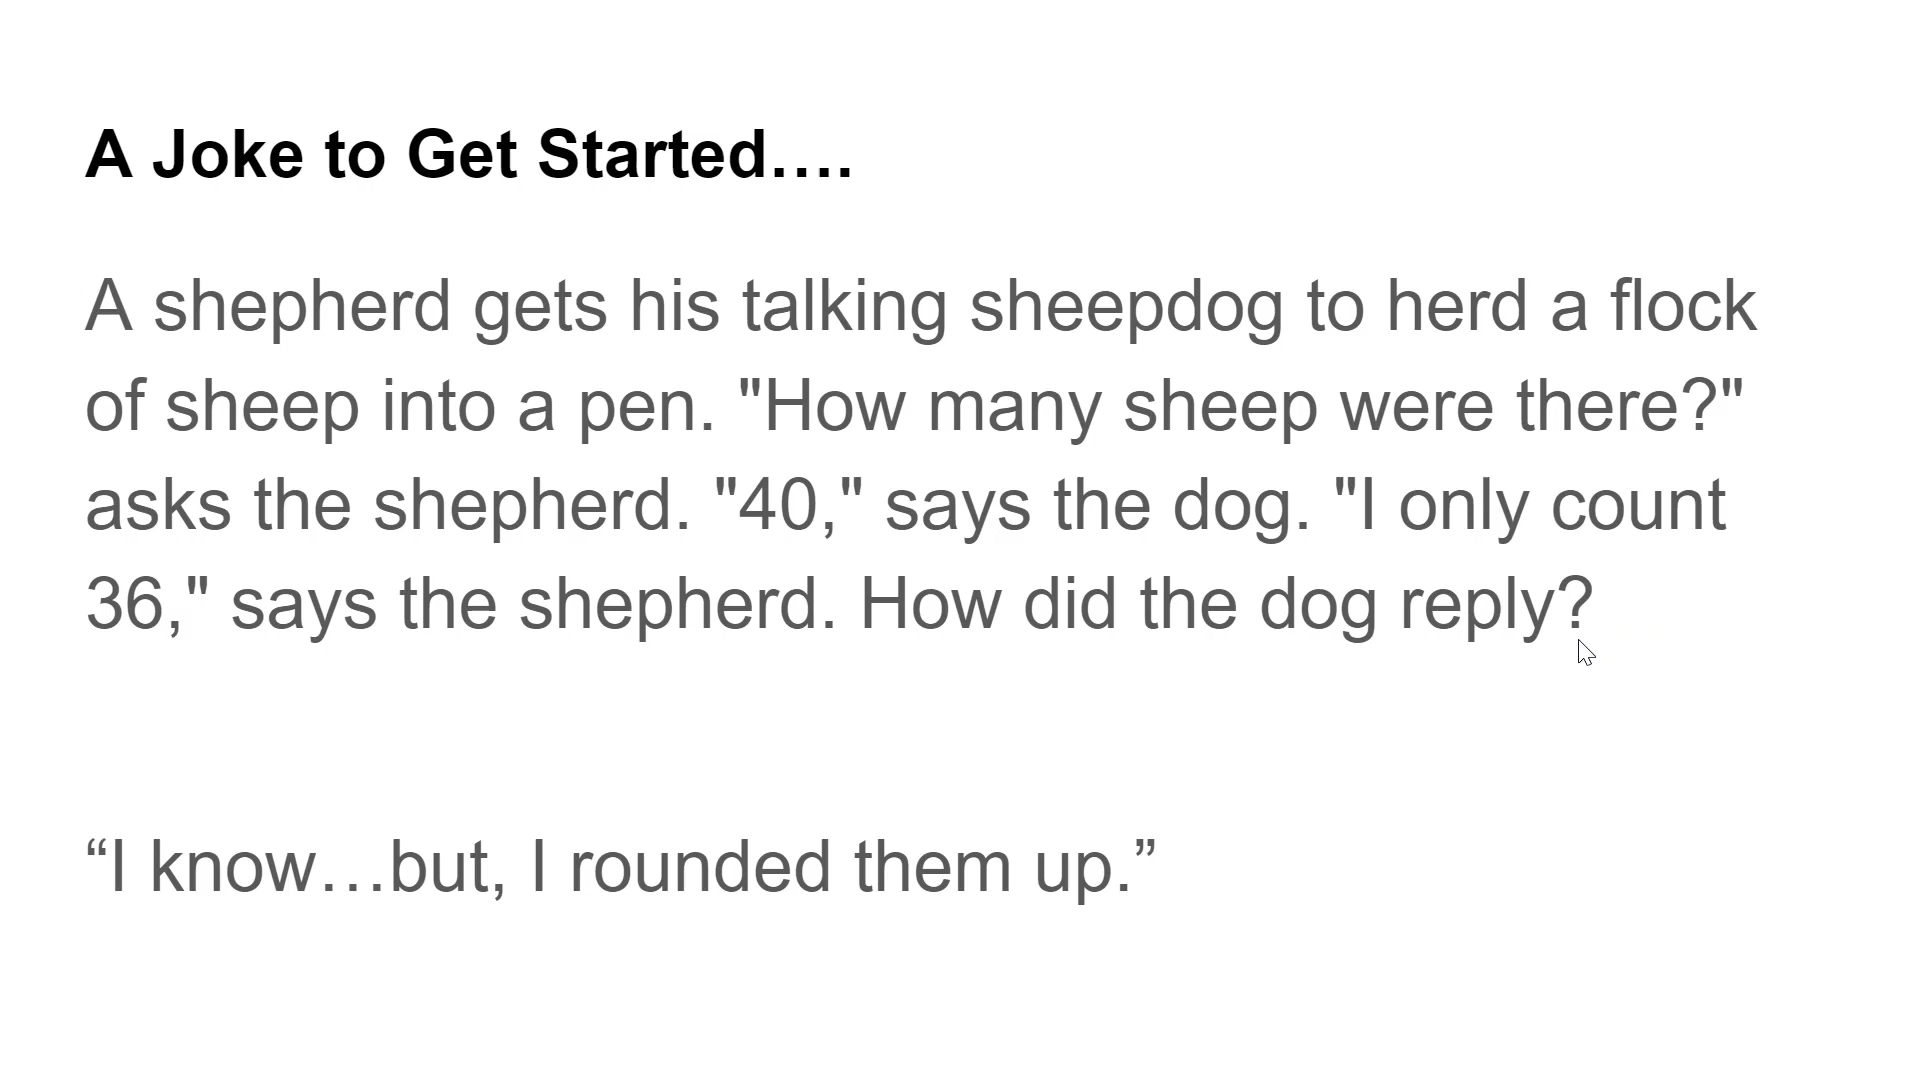 A Joke to Get Started….
A shepherd gets his talking sheepdog to herd a flock
of sheep into a pen. "How many sheep were there?"
asks the shepherd. "40," says the dog. "I only count
36," says the shepherd. How did the dog reply?
“I know…but, I rounded them up.”